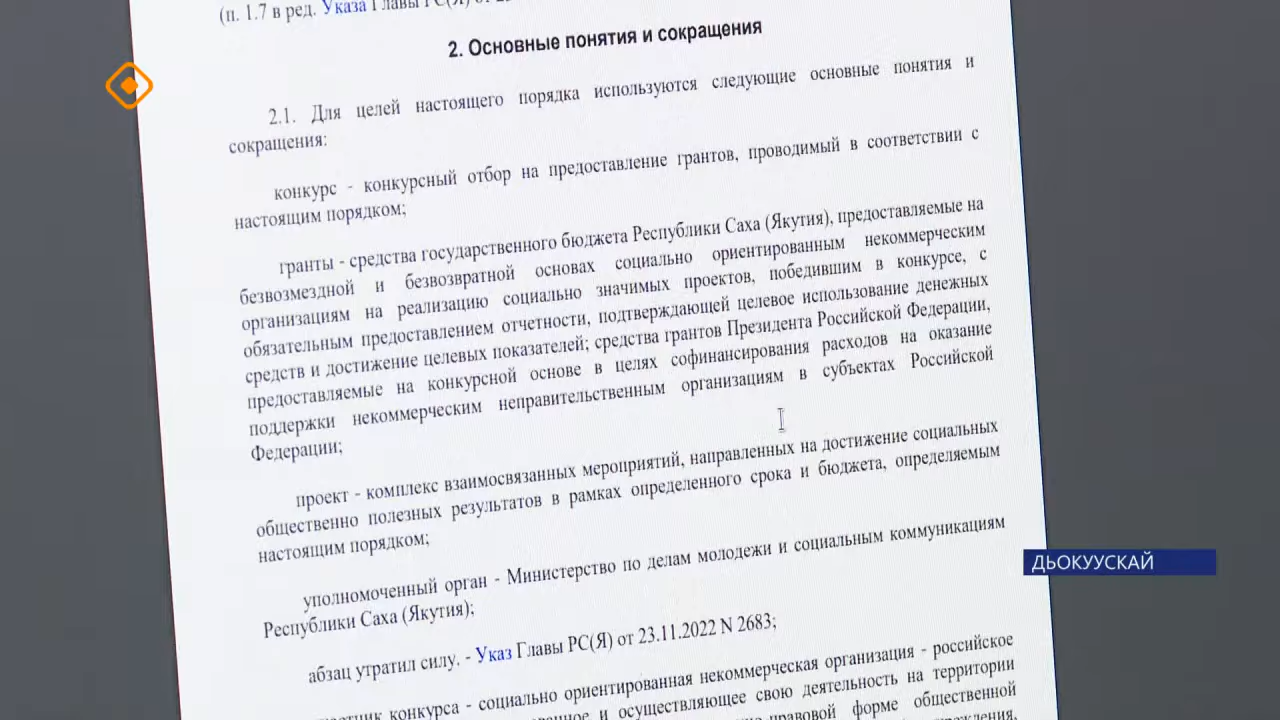 (п. 1.7 в ред. Указа Главы РС(Я) от
2. Основные понятия и сокращения
2.1. Для целей настоящего порядка используются следующие основные понятия и
сокращения:
конкурс - конкурсный отбор на предоставление грантов, проводимый в соответствии с
настоящим порядком;
гранты - средства государственного бюджета Республики Саха (Якутия), предоставляемые на
безвозмездной и безвозвратной основах социально ориентированным некоммерческим
организациям на реализацию социально значимых проектов, победившим в конкурсе, с
обязательным предоставлением отчетности, подтверждающей целевое использование денежных
средств и достижение целевых показателей; средства грантов Президента Российской Федерации,
предоставляемые на конкурсной основе в целях софинансирования расходов на оказание
поддержки некоммерческим неправительственным организациям в субъектах Российской
Федерации;
проект - комплекс взаимосвязанных мероприятий, направленных на достижение социальных
общественно полезных результатов в рамках определенного срока и бюджета, определяемым
настоящим порядком;
ДЬОКУУСКАЙ
уполномоченный орган - Министерство по делам молодежи и социальным коммуникациям
Республики Саха (Якутия);
абзац утратил силу. - Указ Главы РС(Я) от 23.11.2022 N 2683;
конкурса - социально ориентированная некоммерческая организация - российское
и осуществляющее свою деятельность на территории
форме общественной